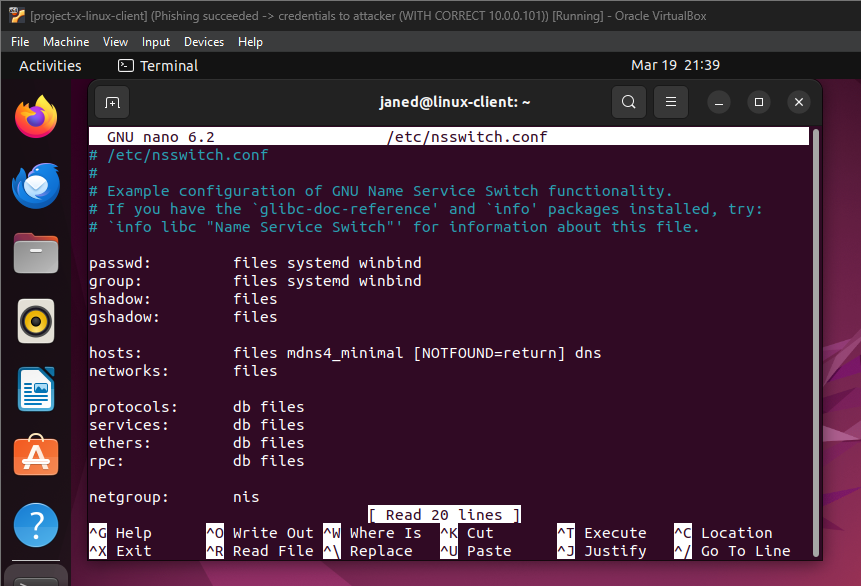 [project-x-linux-client] (Phishing succeeded -> credentials to attacker (WITH CORRECT 10.0.0.101)) [Running] - Oracle VirtualBox
File Machine View Input Devices Help
Activities Terminal Mar 19 21:39
janed@linux-client: ~
GNU nano 6.2 /etc/nsswitch.conf
# /etc/nsswitch.conf
#
# Example configuration of GNU Name Service Switch functionality.
# If you have the `glibc-doc-reference' and `info' packages installed, try:
# `info libc "Name Service Switch"' for information about this file.
passwd: files systemd winbind
group: files systemd winbind
shadow: files
gshadow: files
hosts: files mdns4_minimal [NOTFOUND=return] dns
networks: files
protocols: db files
services: db files
ethers: db files
rpc: db files
netgroup: nis
[ Read 20 lines ]
^G Help ^O Write Out ^W Where Is ^K Cut ^T Execute ^C Location
^X Exit ^R Read File ^\ Replace ^U Paste ^J Justify ^/ Go To Line